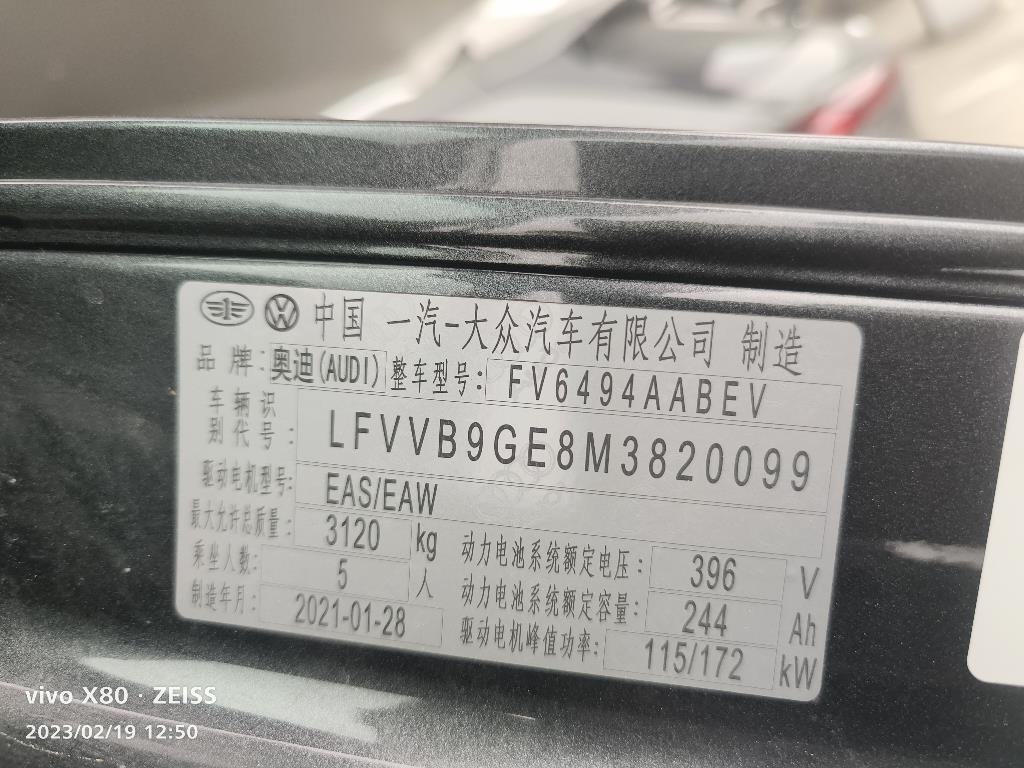 中国 一汽-大众汽车有限公司 制造
品牌: 奥迪(AUDI) 整车型号: FV6494AABEV
车辆识别代号: LFVVB9GE8M3820099
驱动电机型号: EAS/EAW
最大允许总质量: 3120 kg
乘坐人数: 5 人
制造年月: 2021-01-28
动力电池系统额定电压: 396 V
动力电池系统额定容量: 244 Ah
驱动电机峰值功率: 115/172 kW
vivo X80 · ZEISS
2023/02/19 12:50